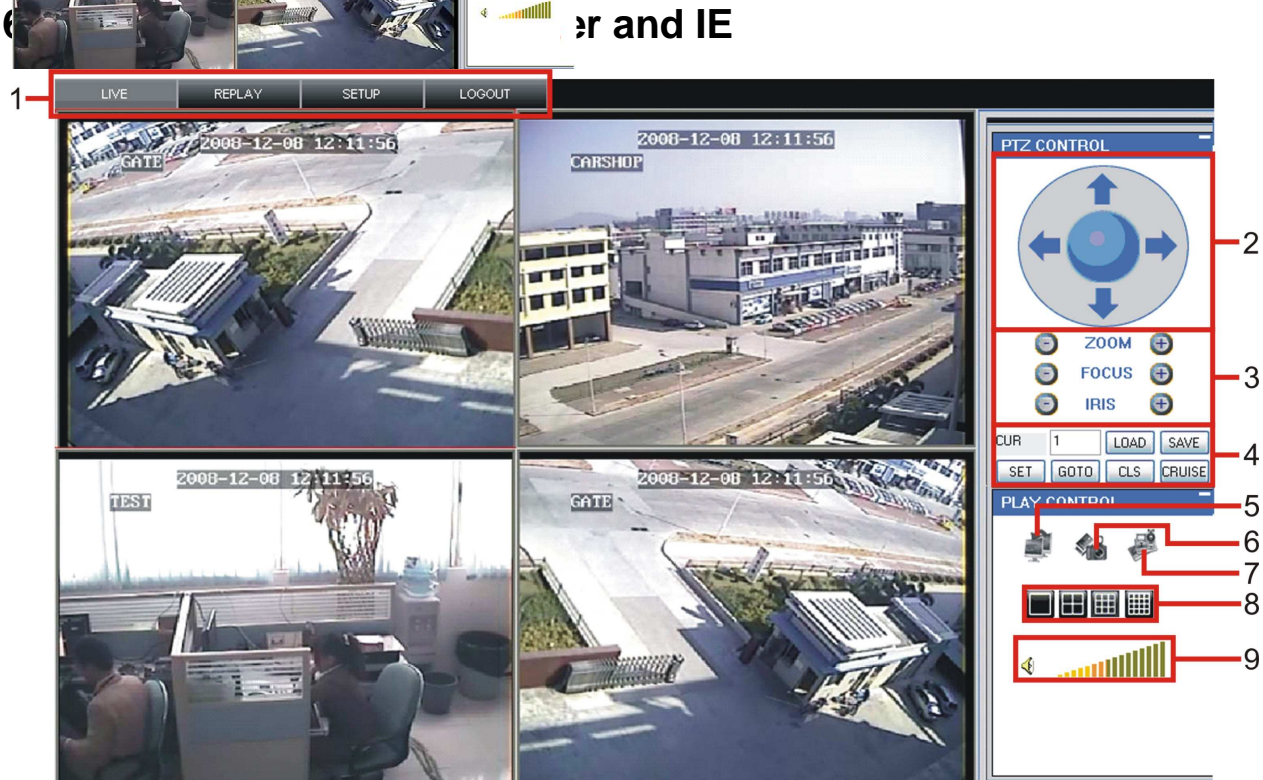 6
er and IE
1
LIVE REPLAY SETUP LOGOUT
2008-12-08 12:11:56
GATE
2008-12-08 12:11:56
CARSHOP
PTZ CONTROL
2
ZOOM
FOCUS
IRIS
3
CUR 1 LOAD SAVE
SET GOTO CLS CRUISE
4
2008-12-08 12:11:56
TEST
2008-12-08 12:11:56
GATE
PLAY CONTROL
5
6
7
8
9